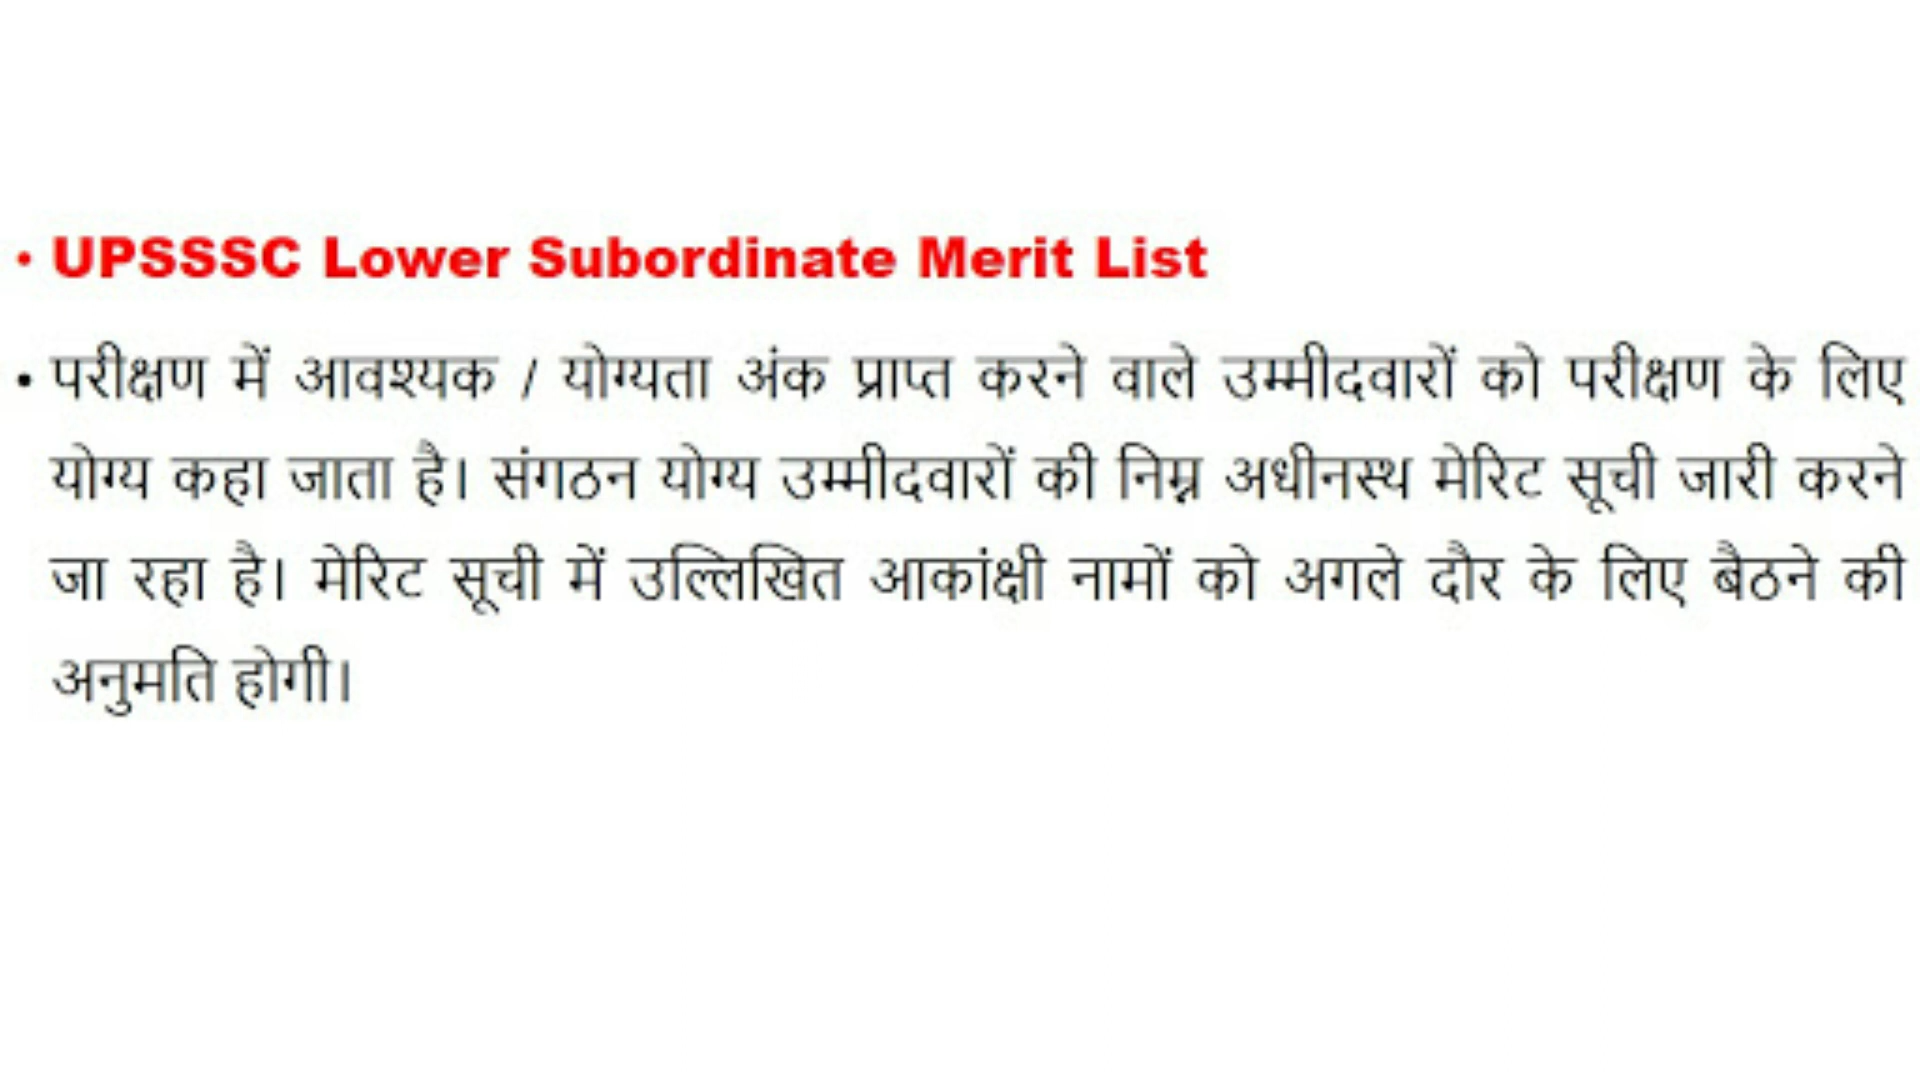 • UPSSSC Lower Subordinate Merit List
• परीक्षण में आवश्यक / योग्यता अंक प्राप्त करने वाले उम्मीदवारों को परीक्षण के लिए
योग्य कहा जाता है। संगठन योग्य उम्मीदवारों की निम्न अधीनस्थ मेरिट सूची जारी करने
जा रहा है। मेरिट सूची में उल्लिखित आकांक्षी नामों को अगले दौर के लिए बैठने की
अनुमति होगी।